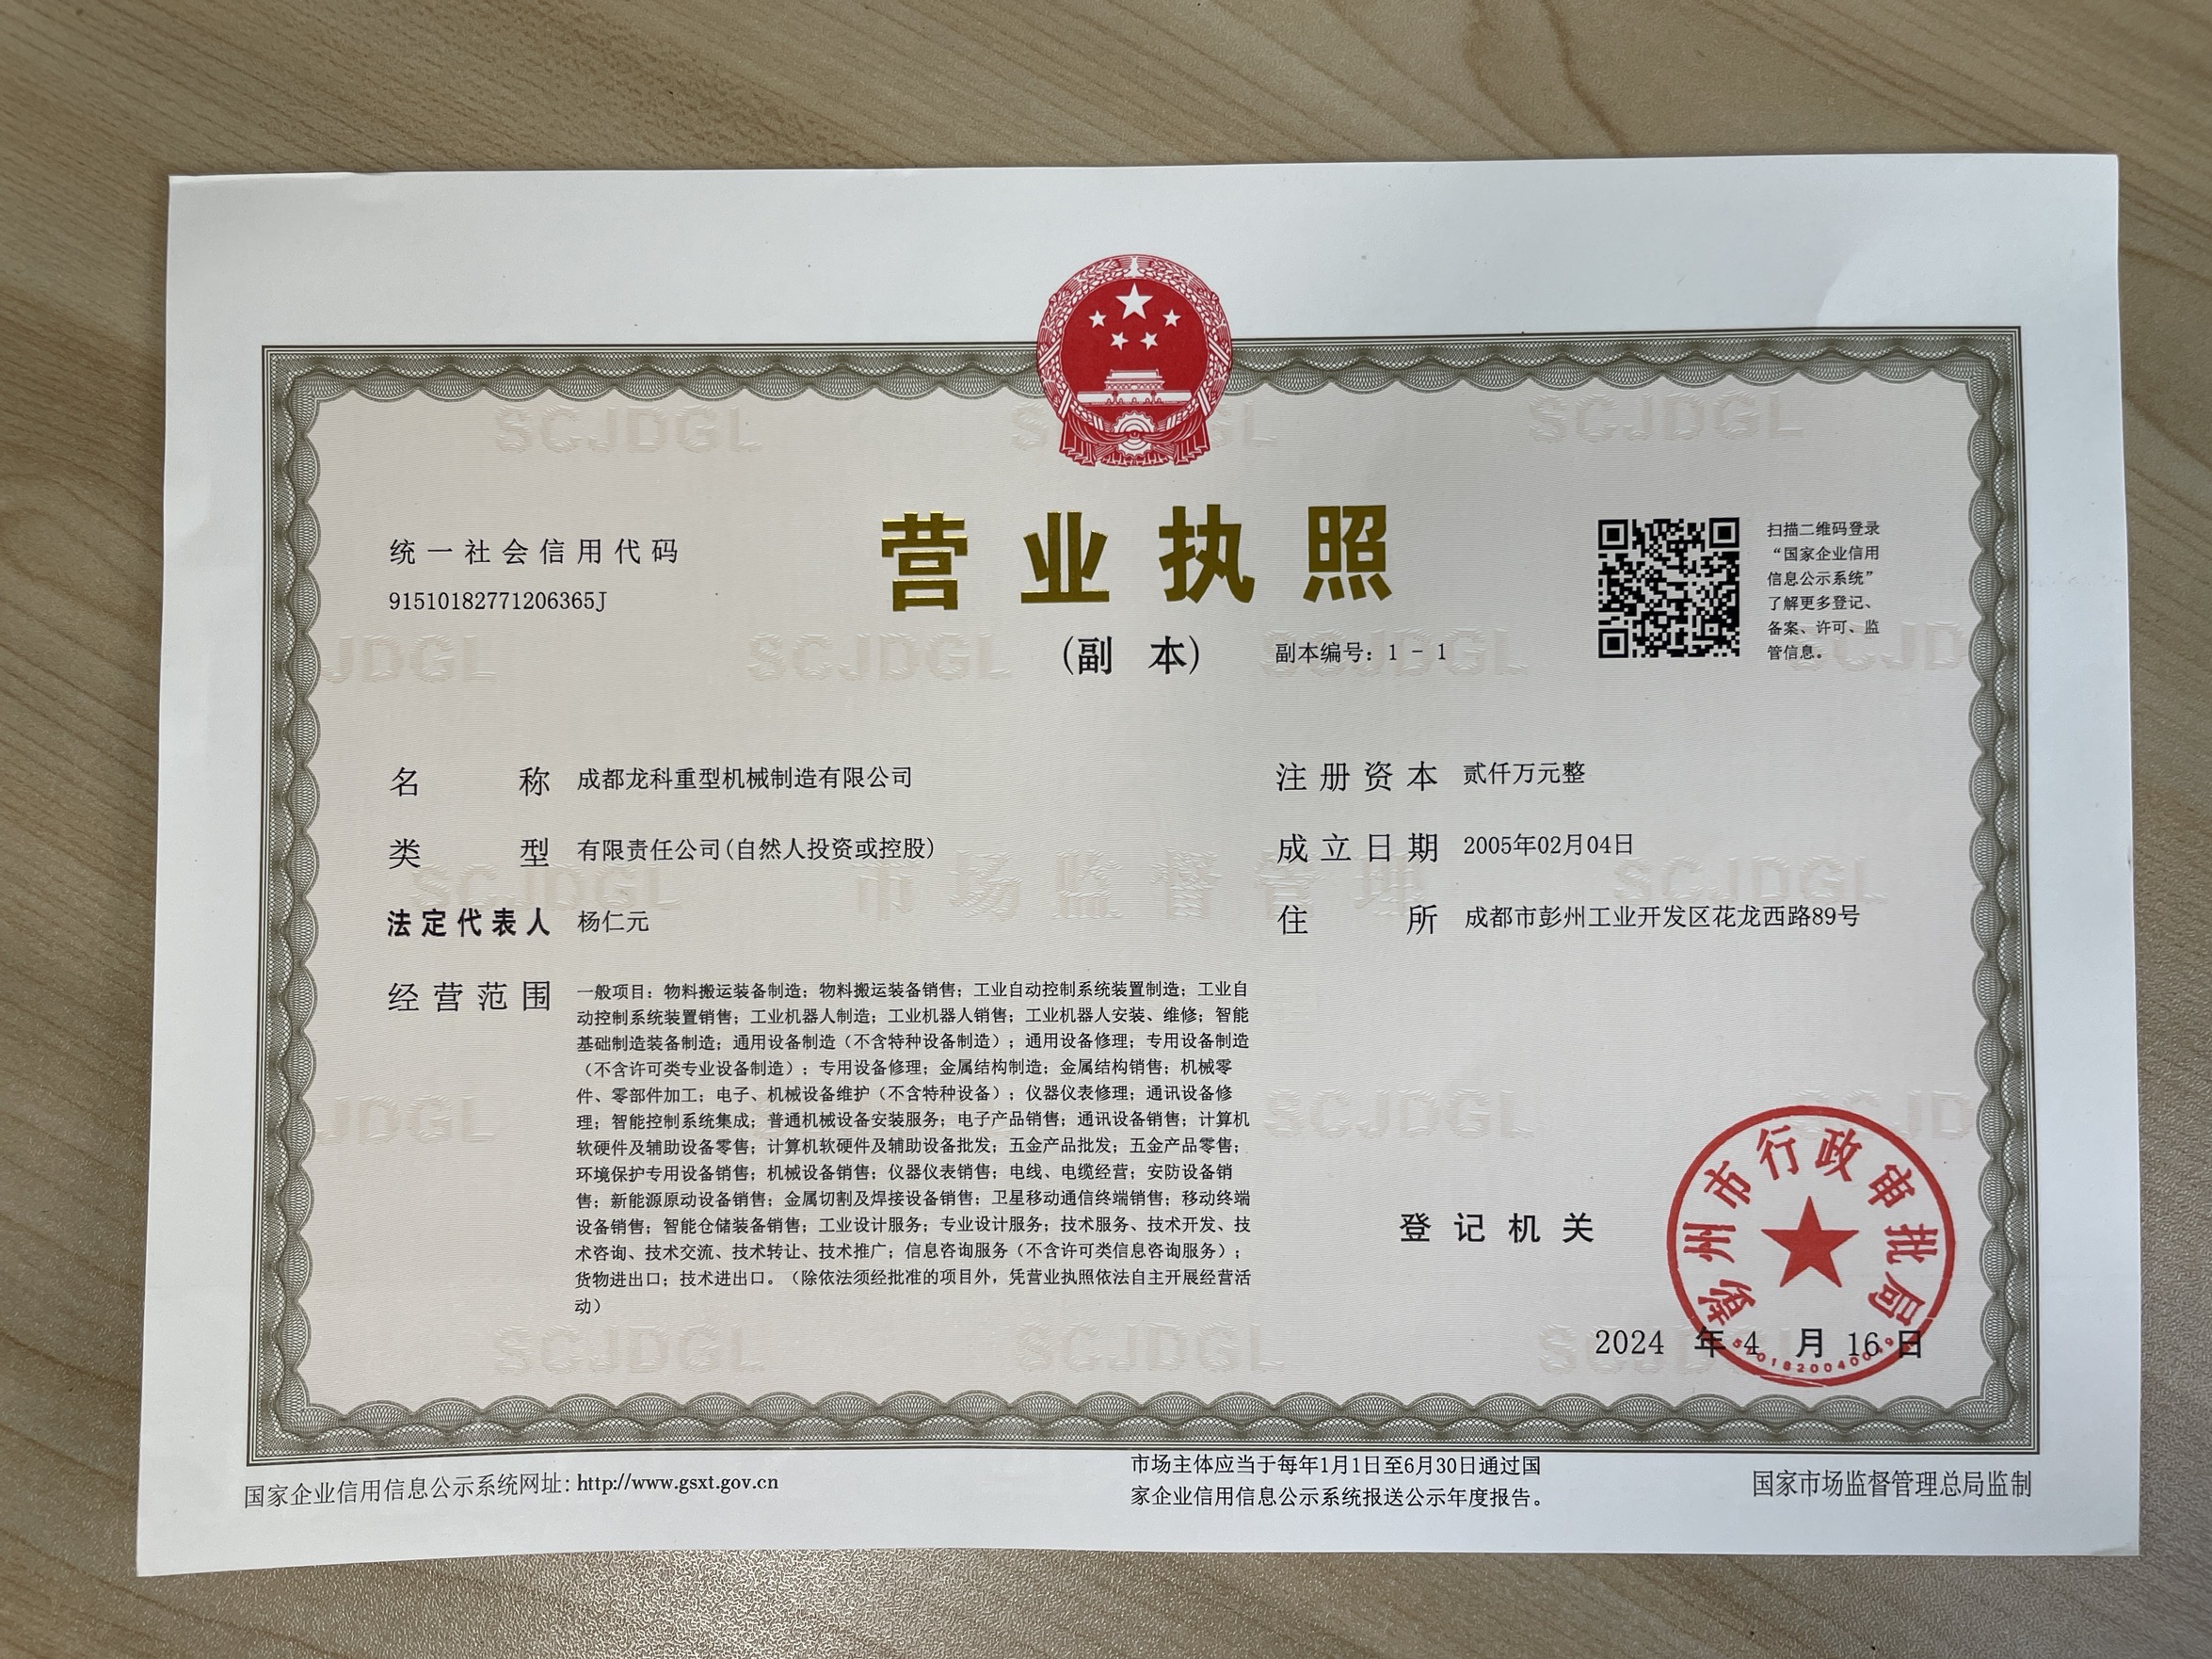 统一社会信用代码
91510182771206365J
营业执照
(副 本)
副本编号: 1 - 1
扫描二维码登录
“国家企业信用
信息公示系统”
了解更多登记、
备案、许可、监
管信息。
名称 成都龙科重型机械制造有限公司
类型 有限责任公司(自然人投资或控股)
法定代表人 杨仁元
经营范围 一般项目：物料搬运装备制造；物料搬运装备销售；工业自动控制系统装置制造；工业自
动控制系统装置销售；工业机器人制造；工业机器人销售；工业机器人安装、维修；智能
基础制造装备制造；通用设备制造（不含特种设备制造）；通用设备修理；专用设备制造
（不含许可类专业设备制造）；专用设备修理；金属结构制造；金属结构销售；机械零
件、零部件加工；电子、机械设备维护（不含特种设备）；仪器仪表修理；通讯设备修
理；智能控制系统集成；普通机械设备安装服务；电子产品销售；通讯设备销售；计算机
软硬件及辅助设备零售；计算机软硬件及辅助设备批发；五金产品批发；五金产品零售；
环境保护专用设备销售；机械设备销售；仪器仪表销售；电线、电缆经营；安防设备销
售；新能源原动设备销售；金属切割及焊接设备销售；卫星移动通信终端销售；移动终端
设备销售；智能仓储装备销售；工业设计服务；专业设计服务；技术服务、技术开发、技
术咨询、技术交流、技术转让、技术推广；信息咨询服务（不含许可类信息咨询服务）；
货物进出口；技术进出口。（除依法须经批准的项目外，凭营业执照依法自主开展经营活
动）
注册资本 贰仟万元整
成立日期 2005年02月04日
住所 成都市彭州工业开发区花龙西路89号
登记机关
彭州市行政审批局
2024 年 4 月 16 日
国家企业信用信息公示系统网址: http://www.gsxt.gov.cn
市场主体应当于每年1月1日至6月30日通过国
家企业信用信息公示系统报送公示年度报告。
国家市场监督管理总局监制
SCJDGL
市场监督管理